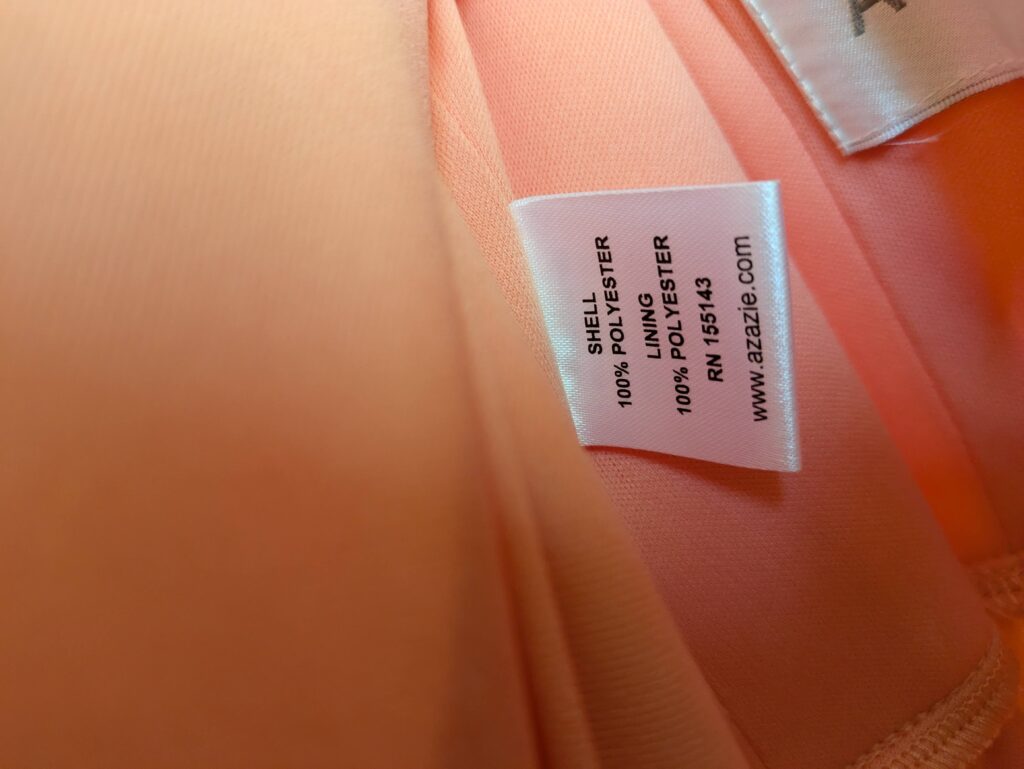 A
SHELL
100% POLYESTER
LINING
100% POLYESTER
RN 155143
www.azazie.com